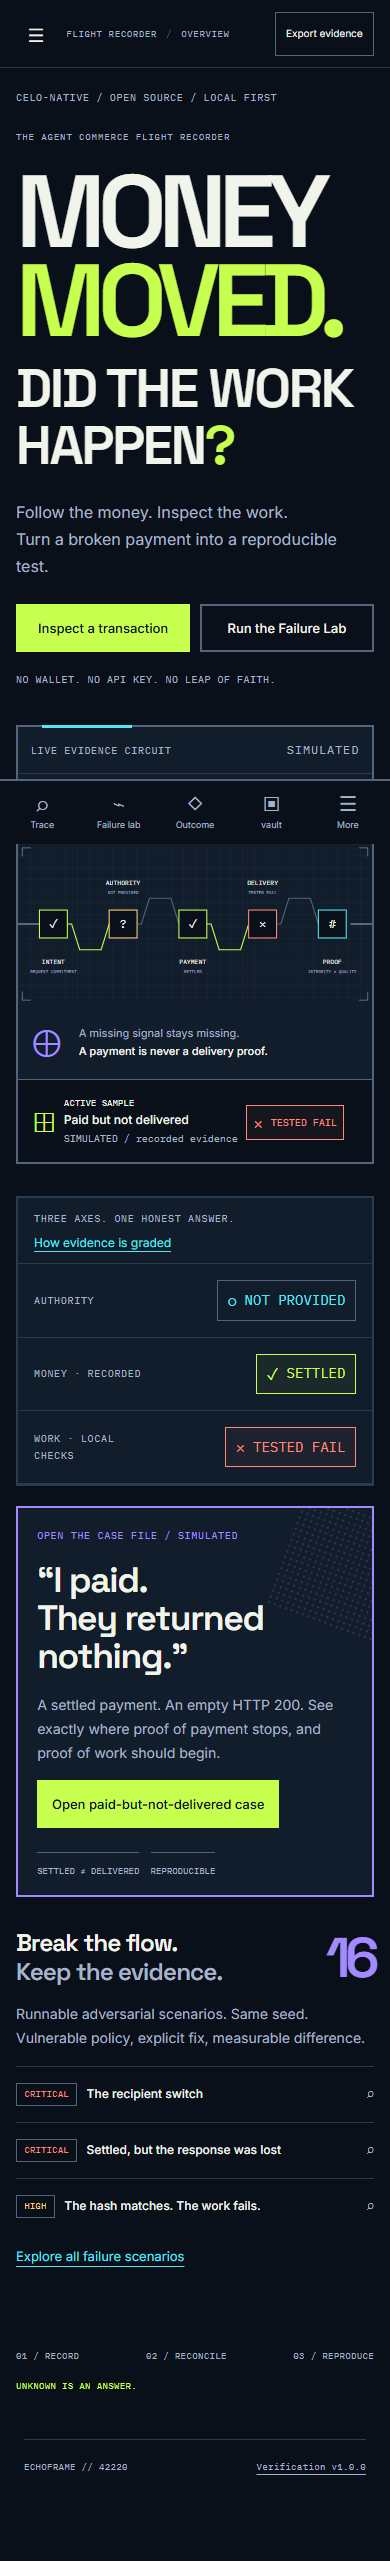 ☰ FLIGHT RECORDER / OVERVIEW Export evidence
CELO-NATIVE / OPEN SOURCE / LOCAL FIRST
THE AGENT COMMERCE FLIGHT RECORDER
MONEY
MOVED.
DID THE WORK
HAPPEN?
Follow the money. Inspect the work.
Turn a broken payment into a reproducible
test.
Inspect a transaction Run the Failure Lab
NO WALLET. NO API KEY. NO LEAP OF FAITH.
LIVE EVIDENCE CIRCUIT SIMULATED
Trace Failure lab Outcome vault More
AUTHORITY DELIVERY
NOT PROVIDED TESTED FAIL
✓ ? ✓ × #
INTENT PAYMENT PROOF
REQUEST COMMITMENT SETTLED INTEGRITY ≠ QUALITY
A missing signal stays missing.
A payment is never a delivery proof.
ACTIVE SAMPLE
Paid but not delivered
SIMULATED / recorded evidence
× TESTED FAIL
THREE AXES. ONE HONEST ANSWER.
How evidence is graded
AUTHORITY o NOT PROVIDED
MONEY · RECORDED ✓ SETTLED
WORK · LOCAL
CHECKS
× TESTED FAIL
OPEN THE CASE FILE / SIMULATED
“I paid.
They returned
nothing.”
A settled payment. An empty HTTP 200. See
exactly where proof of payment stops, and
proof of work should begin.
Open paid-but-not-delivered case
SETTLED ≠ DELIVERED REPRODUCIBLE
Break the flow.
Keep the evidence.
16
Runnable adversarial scenarios. Same seed.
Vulnerable policy, explicit fix, measurable difference.
CRITICAL The recipient switch
CRITICAL Settled, but the response was lost
HIGH The hash matches. The work fails.
Explore all failure scenarios
01 / RECORD 02 / RECONCILE 03 / REPRODUCE
UNKNOWN IS AN ANSWER.
ECHOFRAME // 42220 Verification v1.0.0